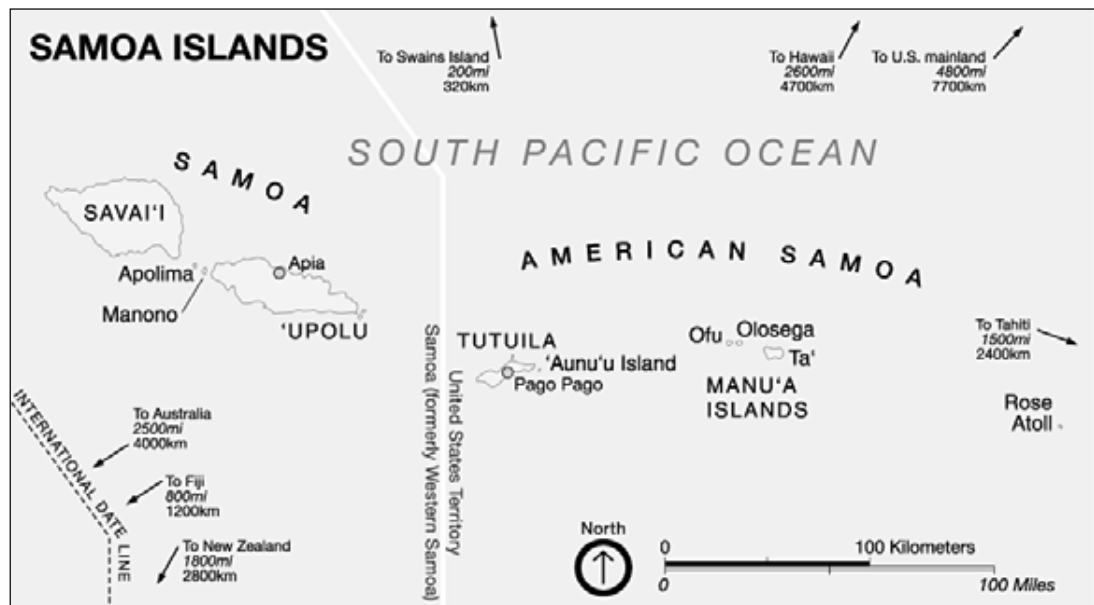 SAMOA ISLANDS
To Swains Island
200mi
320km
To Hawaii
2600mi
4700km
To U.S. mainland
4800mi
7700km
SOUTH PACIFIC OCEAN
SAMOA
SAVAI‘I
Apia
Apolima
Manono
‘UPOLU
AMERICAN SAMOA
TUTUILA
‘Aunu‘u Island
Pago Pago
Ofu
Olosega
Ta‘
MANU‘A
ISLANDS
To Tahiti
1500mi
2400km
Rose
Atoll
Samoa (formerly Western Samoa)
United States Territory
INTERNATIONAL DATE LINE
To Australia
2500mi
4000km
To Fiji
800mi
1200km
To New Zealand
1800mi
2800km
North
0 100 Kilometers
0 100 Miles